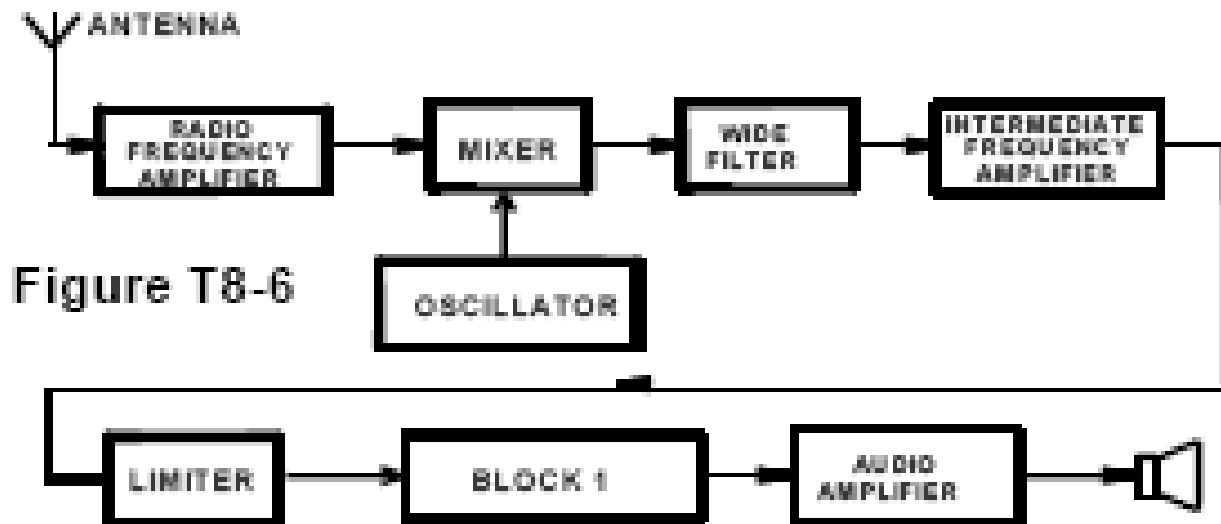 ANTENNA
RADIO
FREQUENCY
AMPLIFIER
MIXER
WIDE
FILTER
INTERMEDIATE
FREQUENCY
AMPLIFIER
Figure T8-6
OSCILLATOR
LIMITER
BLOCK 1
AUDIO
AMPLIFIER